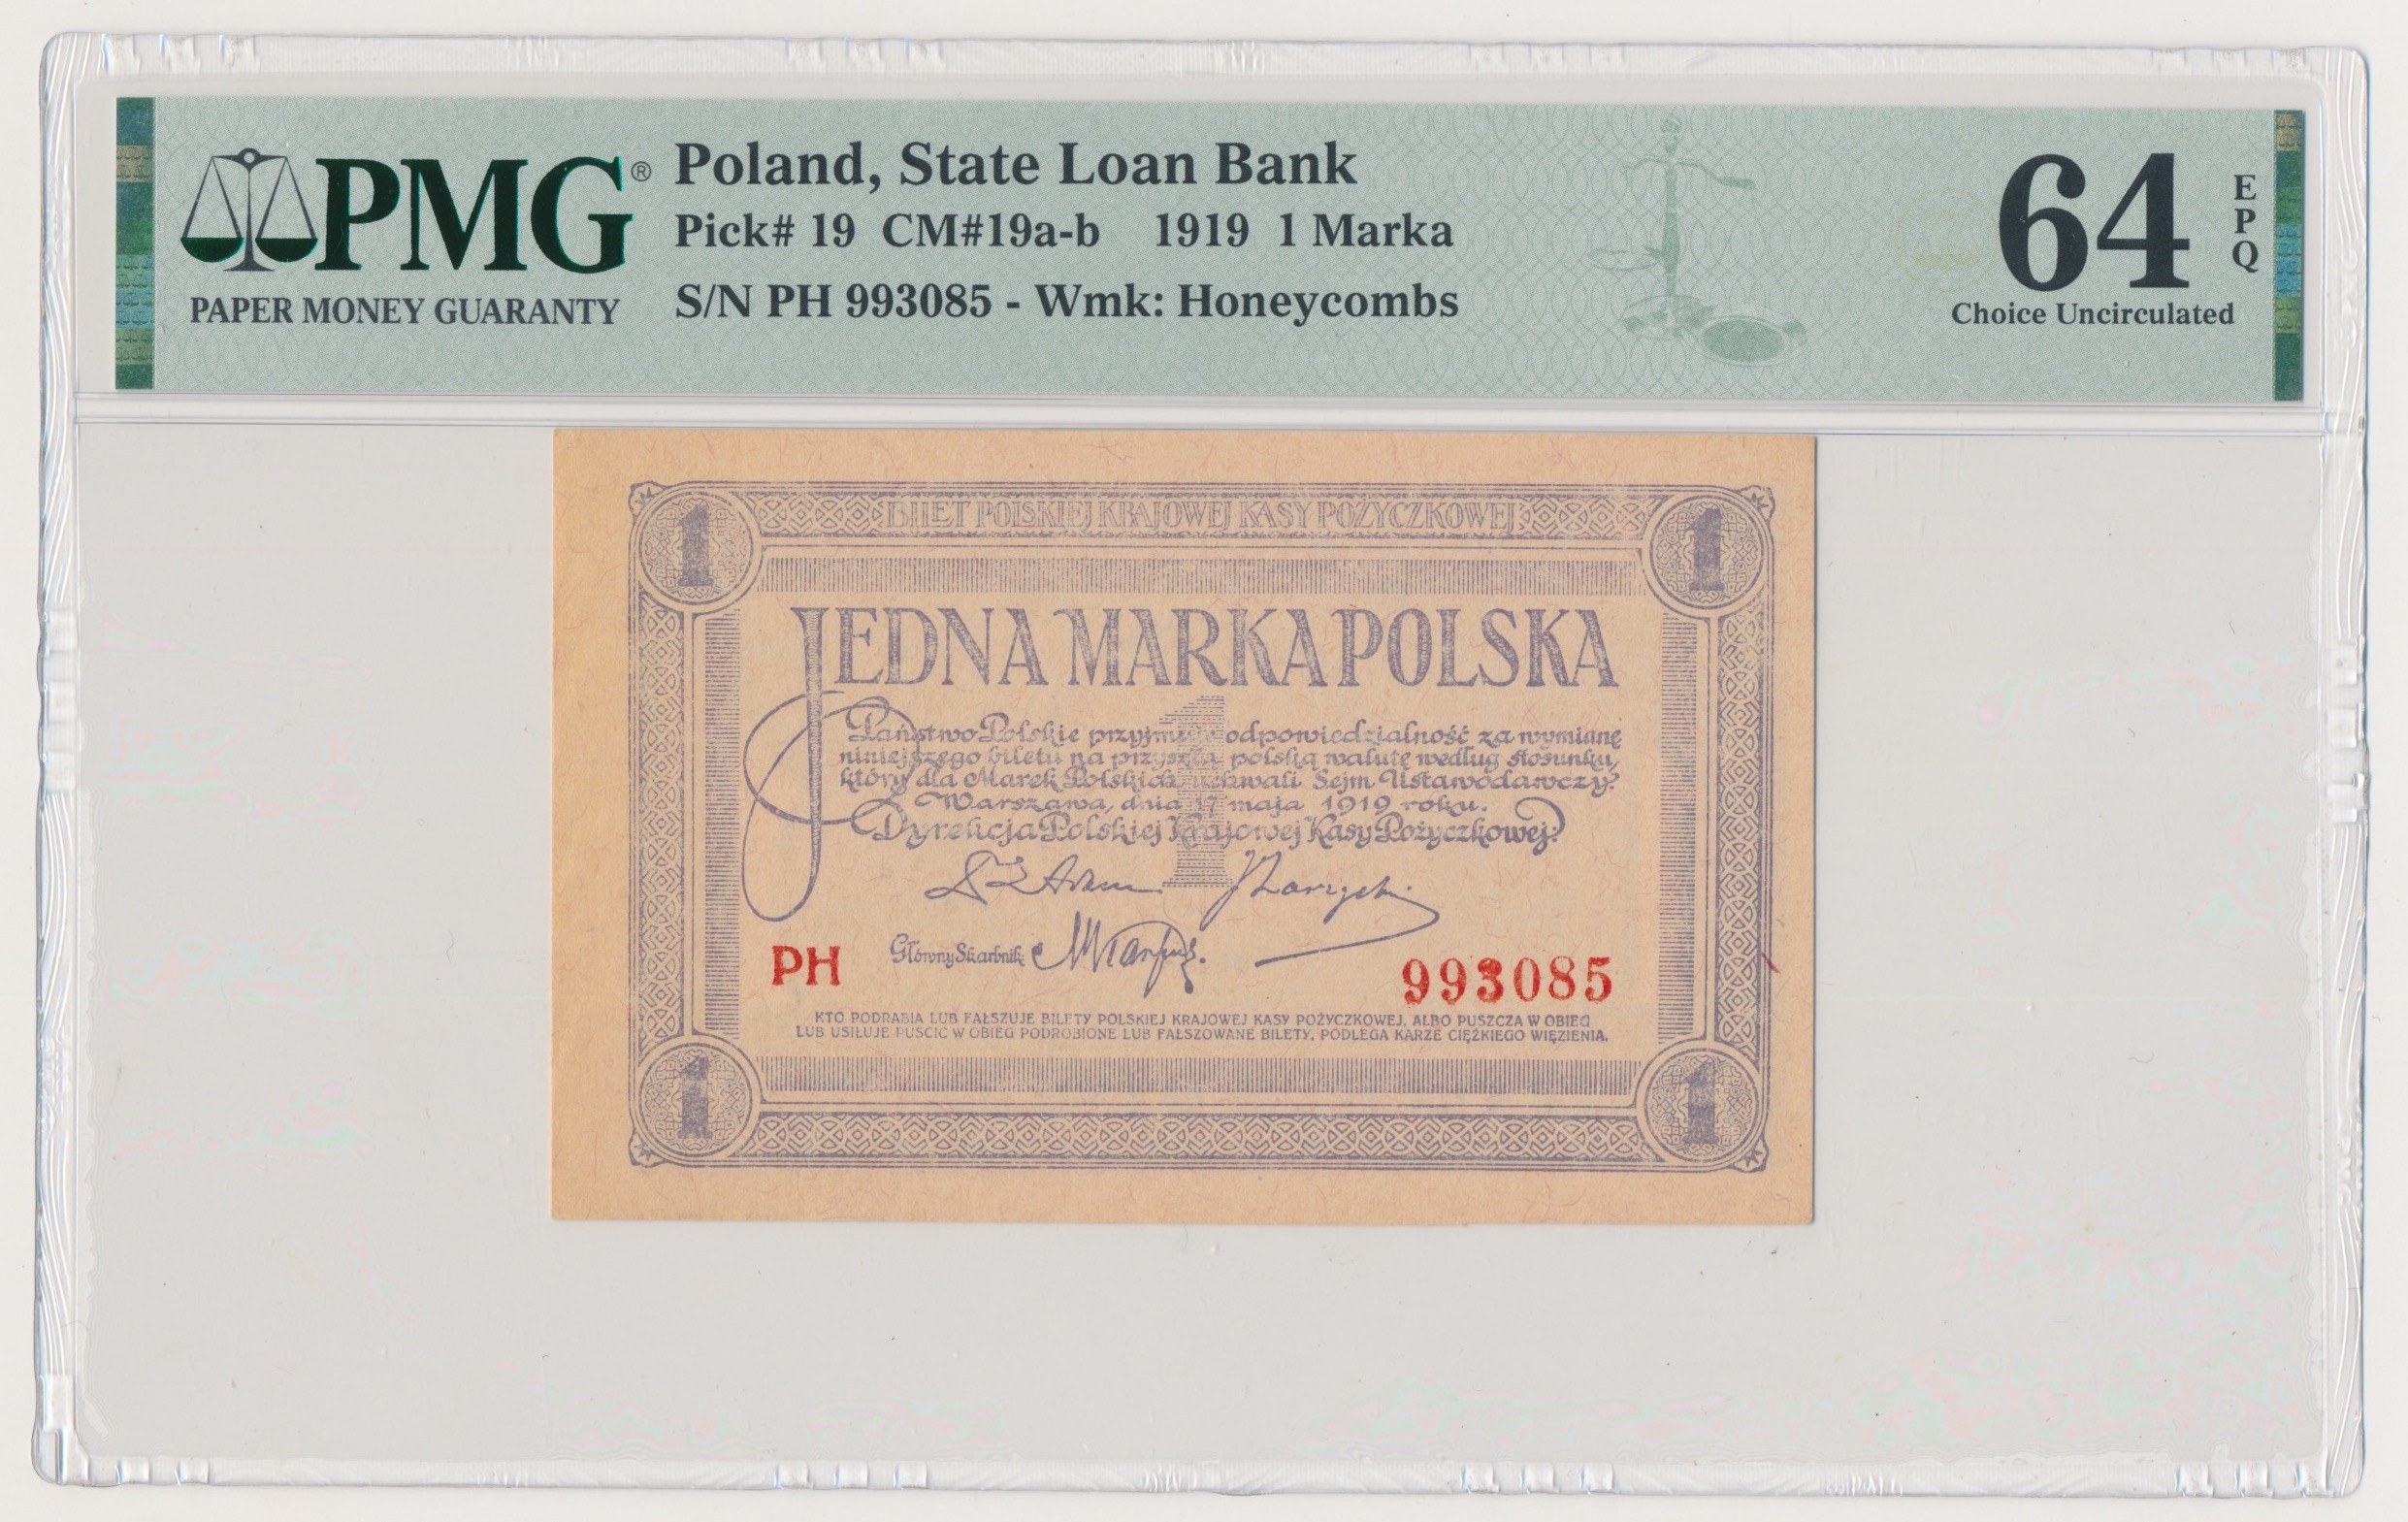 PMG®
PAPER MONEY GUARANTY
Poland, State Loan Bank
Pick# 19 CM#19a-b 1919 1 Marka
S/N PH 993085 - Wmk: Honeycombs
64
EPQ
Choice Uncirculated
1
BILET POLSKIEJ KRAJOWEJ KASY POŻYCZKOWEJ
1
JEDNA MARKA POLSKA
1
Państwo Polskie przyjmuje odpowiedzialność za wymianę
niniejszego biletu na przyszłą polską walutę według stosunku,
który dla Marek Polskich uchwali Sejm Ustawodawczy.
Warszawa, dnia 17 maja 1919 roku.
Dyrekcja Polskiej Krajowej Kasy Pożyczkowej:
PH
Główny Skarbnik:
993085
KTO PODRABIA LUB FAŁSZUJE BILETY POLSKIEJ KRAJOWEJ KASY POŻYCZKOWEJ, ALBO PUSZCZA W OBIEG
LUB USIŁUJE PUŚCIĆ W OBIEG PODROBIONE LUB FAŁSZOWANE BILETY, PODLEGA KARZE CIĘŻKIEGO WIĘZIENIA.
1
1